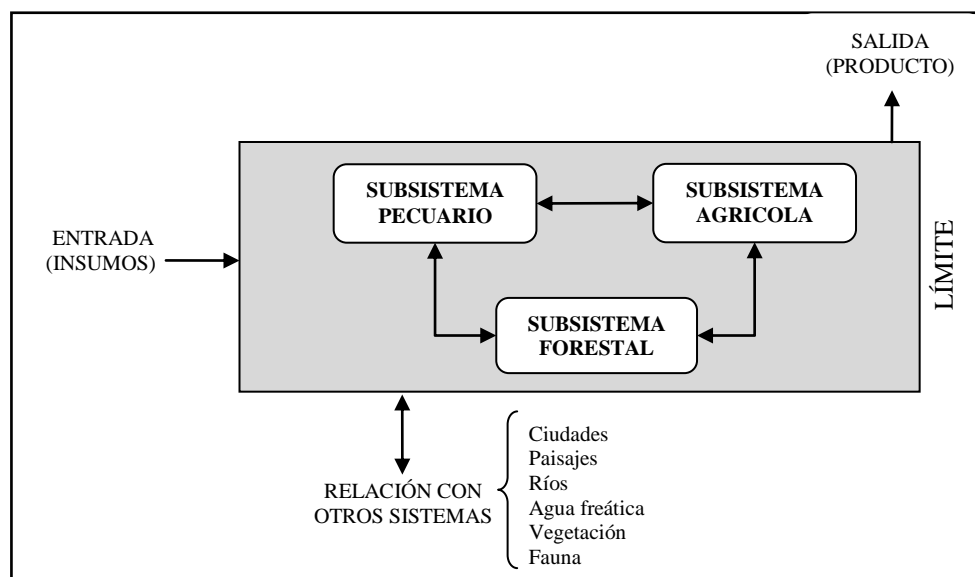 SALIDA
(PRODUCTO)
SUBSISTEMA
PECUARIO
SUBSISTEMA
AGRICOLA
ENTRADA
(INSUMOS)
LÍMITE
SUBSISTEMA
FORESTAL
RELACIÓN CON
OTROS SISTEMAS
Ciudades
Paisajes
Ríos
Agua freática
Vegetación
Fauna